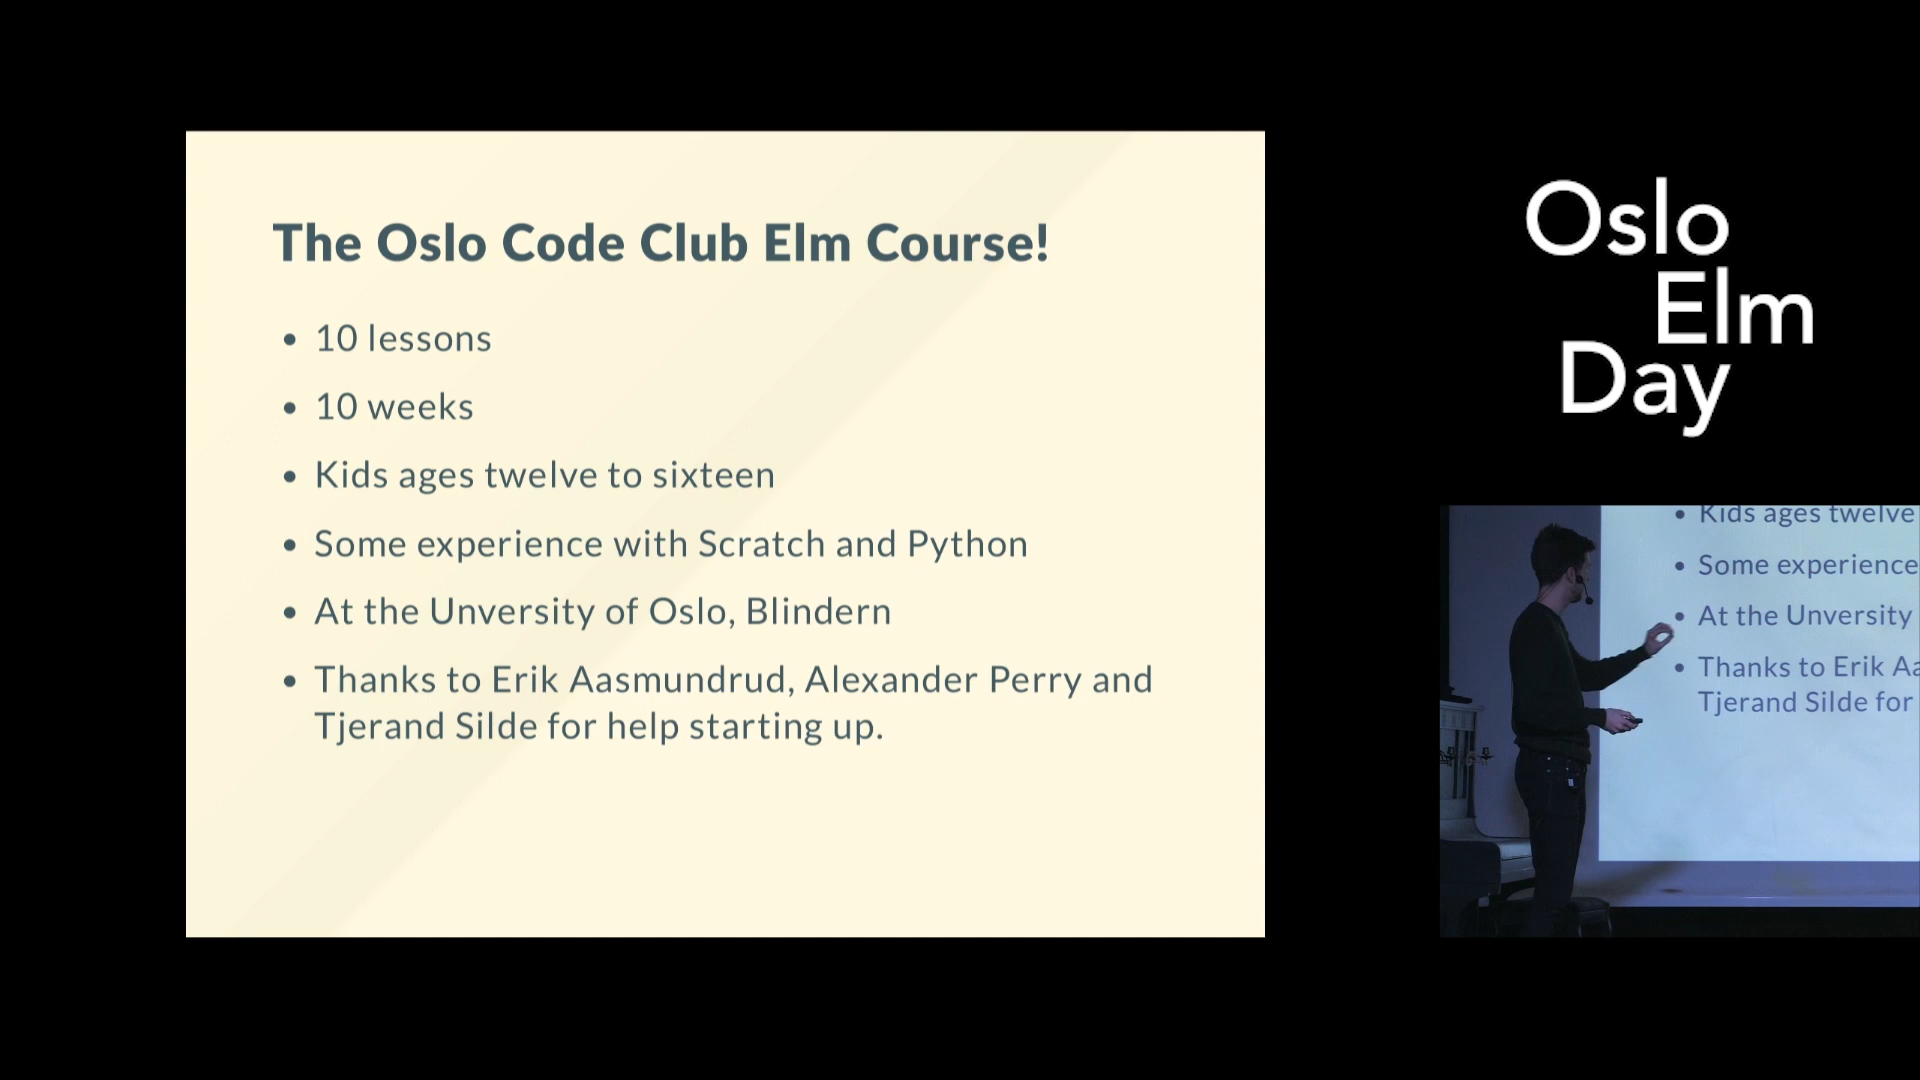 The Oslo Code Club Elm Course!
• 10 lessons
• 10 weeks
• Kids ages twelve to sixteen
• Some experience with Scratch and Python
• At the Unversity of Oslo, Blindern
• Thanks to Erik Aasmundrud, Alexander Perry and
Tjerand Silde for help starting up.
Oslo
Elm
Day
• Kids ages twelve
• Some experience
• At the Unversity
• Thanks to Erik Aa
Tjerand Silde for